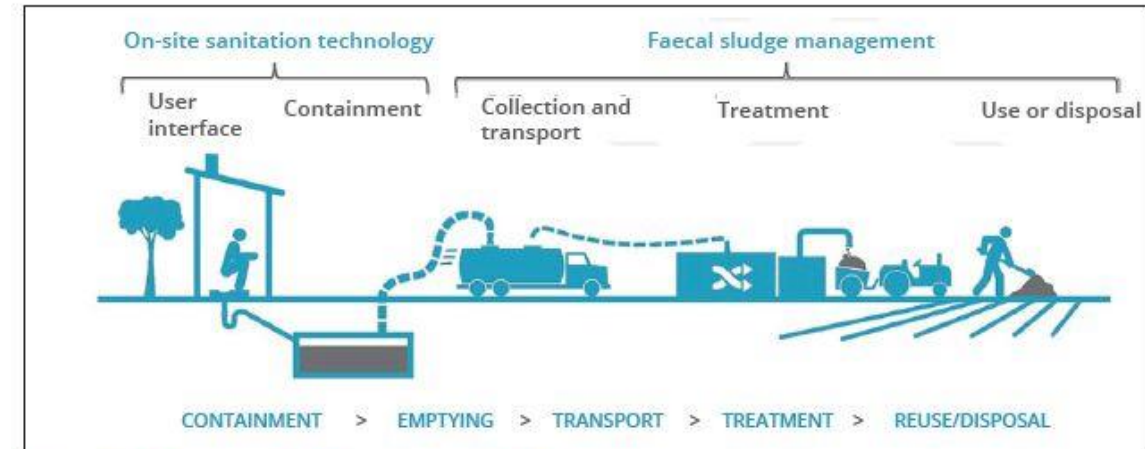 On-site sanitation technology
Faecal sludge management
User
interface
Containment
Collection and
transport
Treatment
Use or disposal
CONTAINMENT > EMPTYING > TRANSPORT > TREATMENT > REUSE/DISPOSAL